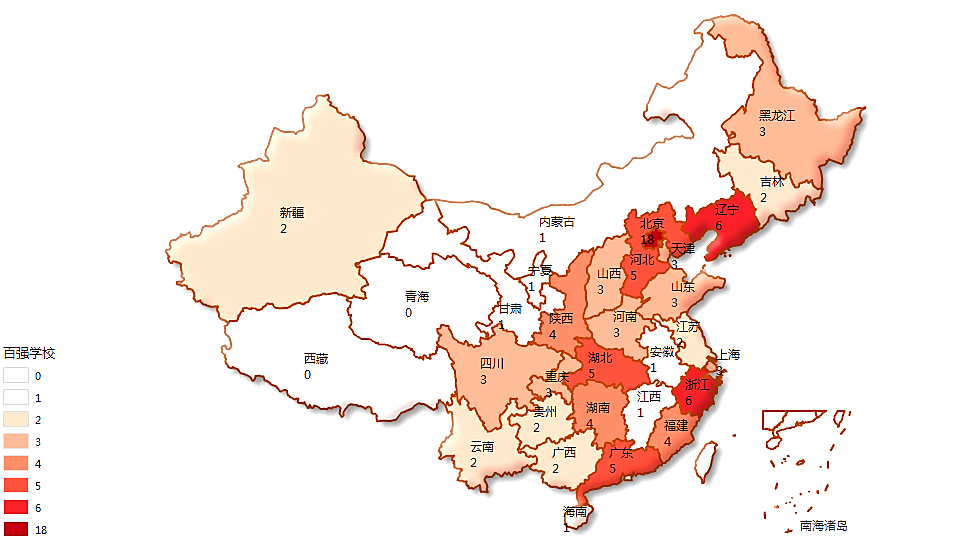 黑龙江
3
吉林
2
辽宁
6
新疆
2
内蒙古
1
北京
18
天津
3
河北
5
宁夏
1
山西
3
山东
3
青海
0
甘肃
1
陕西
4
河南
3
江苏
2
西藏
0
四川
3
重庆
3
湖北
5
安徽
1
上海
3
浙江
6
江西
1
湖南
4
贵州
2
福建
4
云南
2
广西
2
广东
5
海南
1
南海诸岛
百强学校
0
1
2
3
4
5
6
18